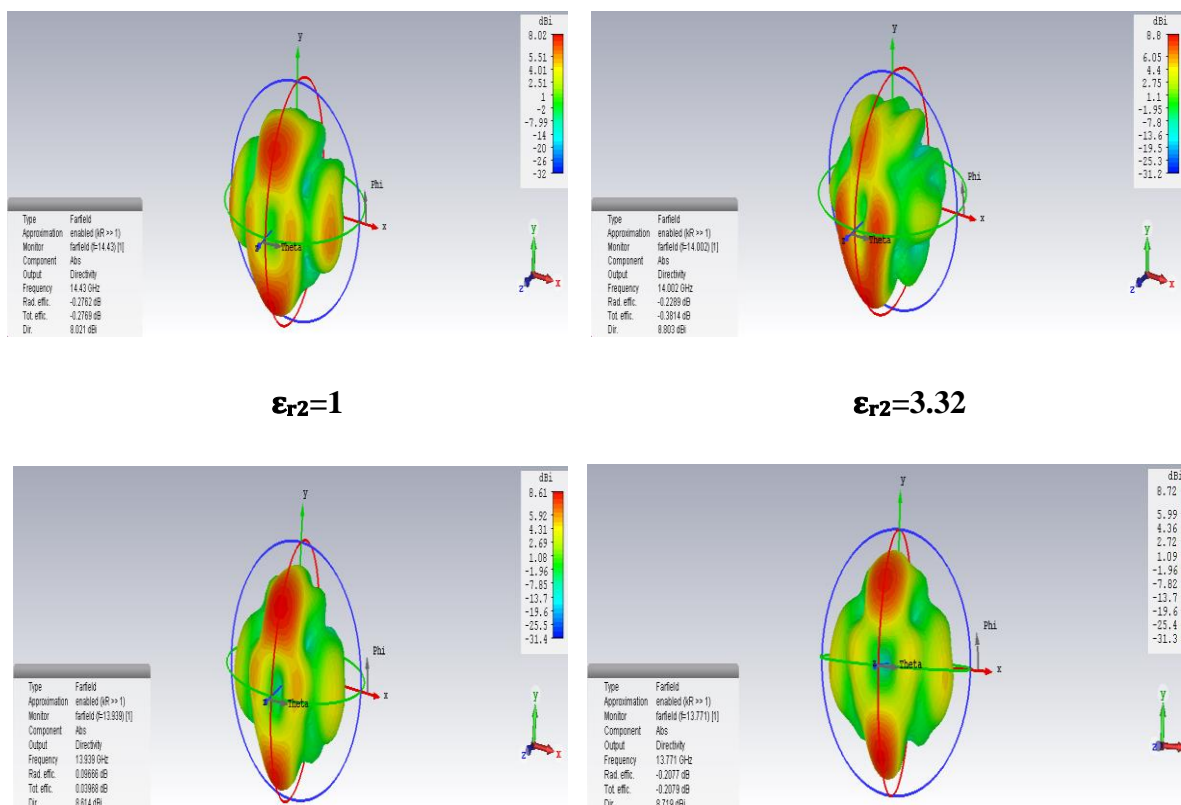 dBi
8.02
5.51
4.01
2.51
1
-2
-7.99
-14
-20
-26
-32
y
Phi
x
z
Theta
y
z
x
Type Farfield
Approximation enabled (kR >> 1)
Monitor farfield (f=14.43) [1]
Component Abs
Output Directivity
Frequency 14.43 GHz
Rad. effic. -0.2762 dB
Tot. effic. -0.2769 dB
Dir. 8.021 dBi
dBi
8.8
6.05
4.4
2.75
1.1
-1.95
-7.8
-13.6
-19.5
-25.3
-31.2
y
Phi
x
Theta
y
z
x
Type Farfield
Approximation enabled (kR >> 1)
Monitor farfield (f=14.002) [1]
Component Abs
Output Directivity
Frequency 14.002 GHz
Rad. effic. -0.2289 dB
Tot. effic. -0.3814 dB
Dir. 8.803 dBi
εr2=1
εr2=3.32
dBi
8.61
5.92
4.31
2.69
1.08
-1.96
-7.85
-13.7
-19.6
-25.5
-31.4
y
Phi
x
Theta
y
z
x
Type Farfield
Approximation enabled (kR >> 1)
Monitor farfield (f=13.939) [1]
Component Abs
Output Directivity
Frequency 13.939 GHz
Rad. effic. 0.09666 dB
Tot. effic. 0.03968 dB
Dir. 8.614 dBi
dBi
8.72
5.99
4.36
2.72
1.09
-1.96
-7.82
-13.7
-19.6
-25.4
-31.3
y
Phi
x
Theta
y
z
x
Type Farfield
Approximation enabled (kR >> 1)
Monitor farfield (f=13.771) [1]
Component Abs
Output Directivity
Frequency 13.771 GHz
Rad. effic. -0.2077 dB
Tot. effic. -0.2079 dB
Dir. 8.719 dBi